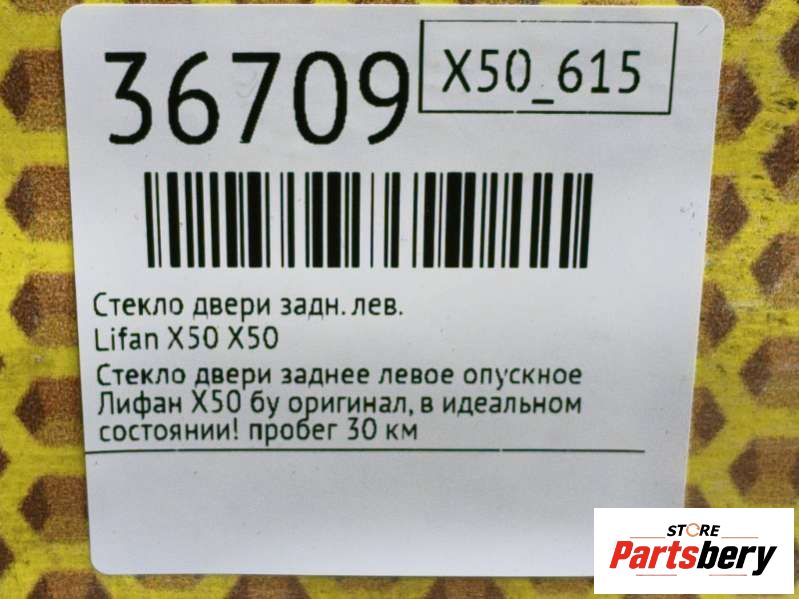 36709
X50_615
Стекло двери задн. лев.
Lifan X50 X50
Стекло двери заднее левое опускное
Лифан X50 бу оригинал, в идеальном
состоянии! пробег 30 км
STORE
Partsbery